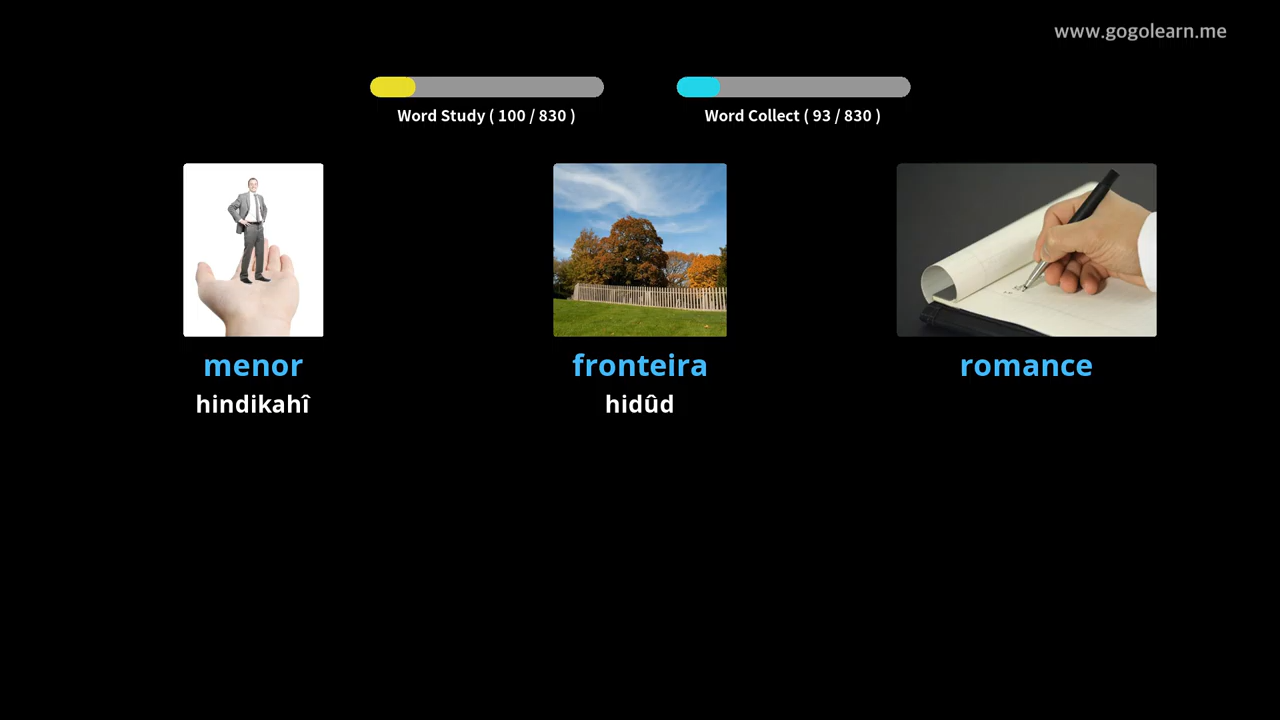 www.gogolearn.me
Word Study ( 100 / 830 )
Word Collect ( 93 / 830 )
menor
hindikahî
fronteira
hidûd
romance